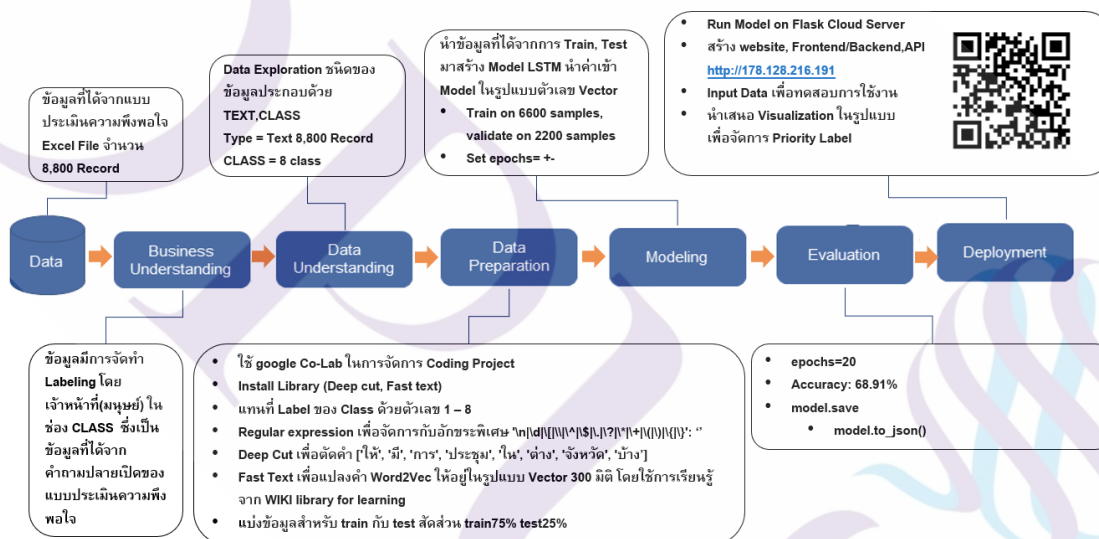 ข้อมูลที่ได้จากแบบ
ประเมินความพึงพอใจ
Excel File จำนวน
8,800 Record
Data Exploration ชนิดของ
ข้อมูลประกอบด้วย
TEXT,CLASS
Type = Text 8,800 Record
CLASS = 8 class
นำข้อมูลที่ได้จากการ Train, Test
มาสร้าง Model LSTM นำค่าเข้า
Model ในรูปแบบตัวเลข Vector
• Train on 6600 samples,
validate on 2200 samples
• Set epochs= +-
• Run Model on Flask Cloud Server
• สร้าง website, Frontend/Backend,API
http://178.128.216.191
• Input Data เพื่อทดสอบการใช้งาน
• นำเสนอ Visualization ในรูปแบบ
เพื่อจัดการ Priority Label
Data
Business
Understanding
Data
Understanding
Data
Preparation
Modeling
Evaluation
Deployment
ข้อมูลมีการจัดทำ
Labeling โดย
เจ้าหน้าที่(มนุษย์) ใน
ช่อง CLASS ซึ่งเป็น
ข้อมูลที่ได้จาก
คำถามปลายเปิดของ
แบบประเมินความพึง
พอใจ
• ใช้ google Co-Lab ในการจัดการ Coding Project
• Install Library (Deep cut, Fast text)
• แทนที่ Label ของ Class ด้วยตัวเลข 1 – 8
• Regular expression เพื่อจัดการกับอักขระพิเศษ '\n|\d|\[|\\|\^|\$|\.|\?|\*|\+|\(|\)|\{|\}': ‘’
• Deep Cut เพื่อตัดคำ ['ให้', 'มี', 'การ', 'ประชุม', 'ใน', 'ต่าง', 'จังหวัด', 'บ้าง']
• Fast Text เพื่อแปลงคำ Word2Vec ให้อยู่ในรูปแบบ Vector 300 มิติ โดยใช้การเรียนรู้
จาก WIKI library for learning
• แบ่งข้อมูลสำหรับ train กับ test สัดส่วน train75% test25%
• epochs=20
• Accuracy: 68.91%
• model.save
• model.to_json()